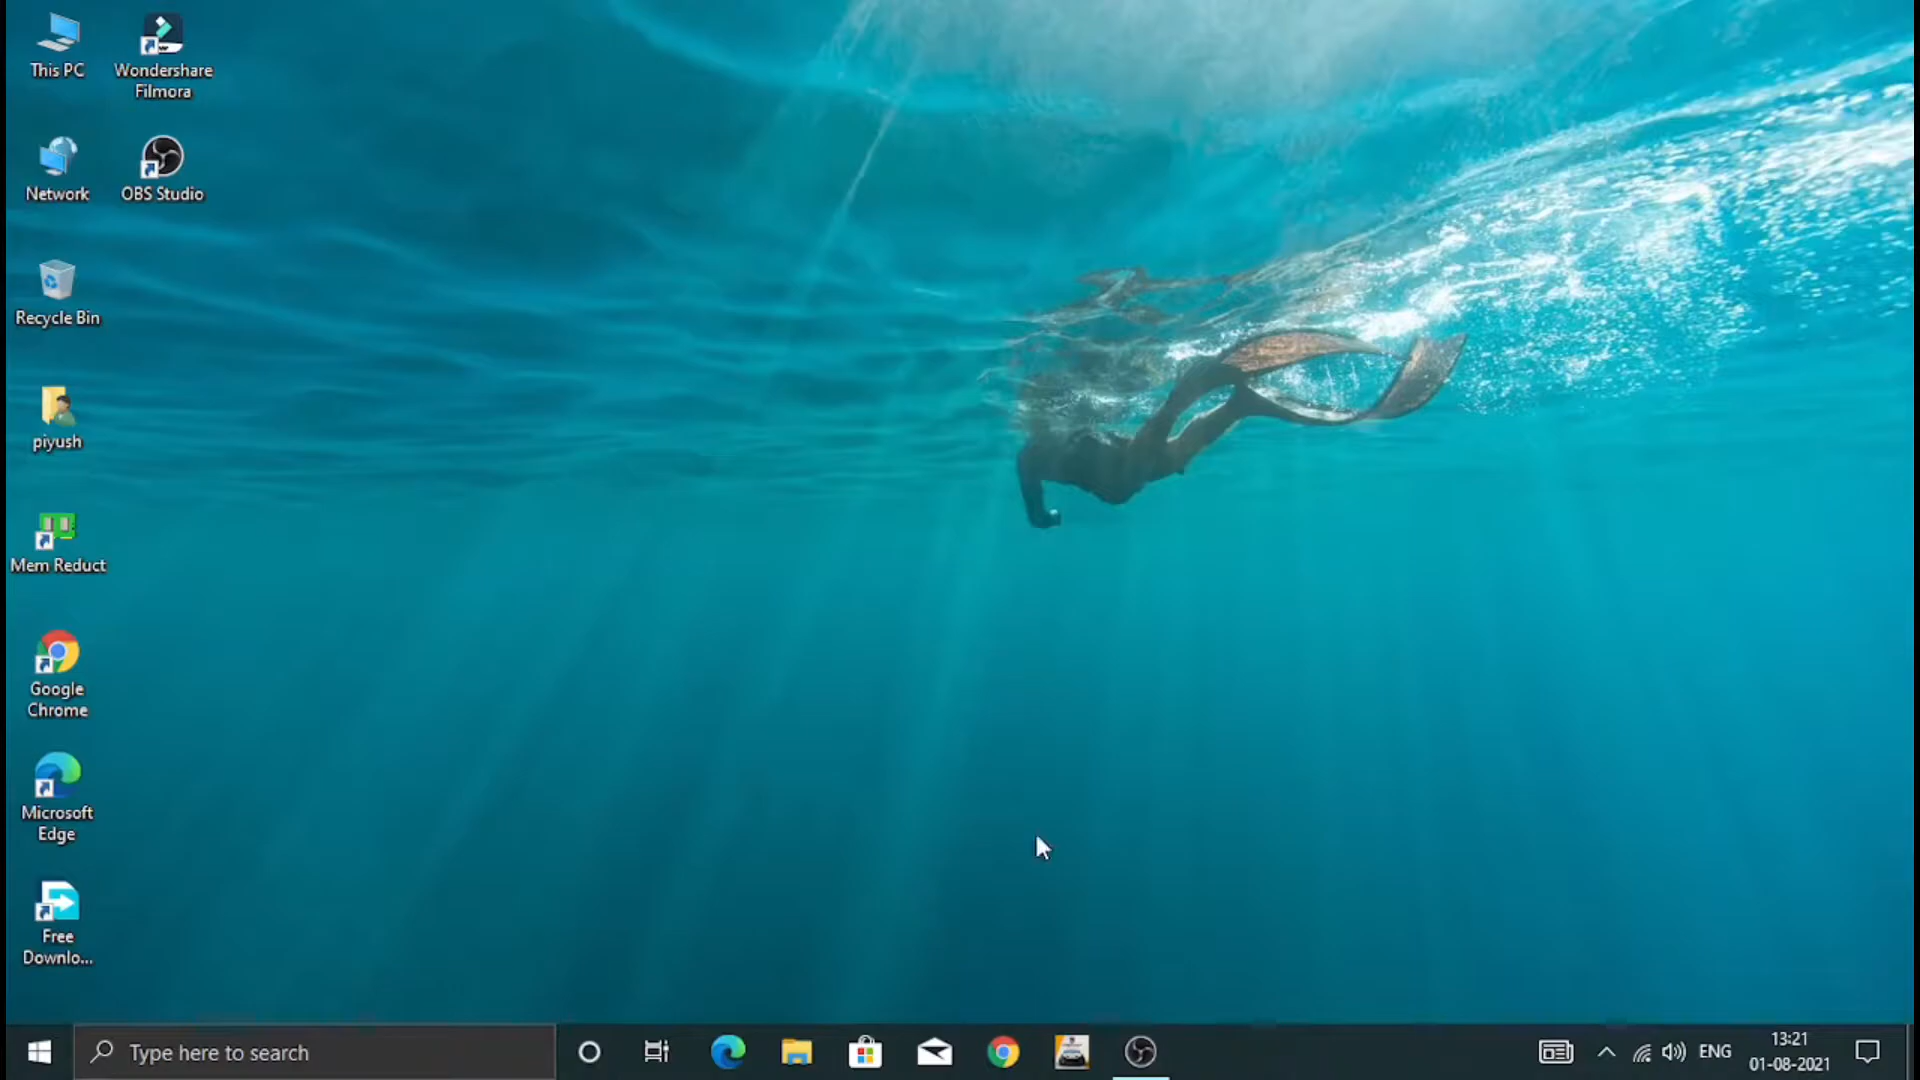 This PC
Wondershare
Filmora
Network
OBS Studio
Recycle Bin
piyush
Mem Reduct
Google
Chrome
Microsoft
Edge
Free
Downlo...
Type here to search
ENG
13:21
01-08-2021